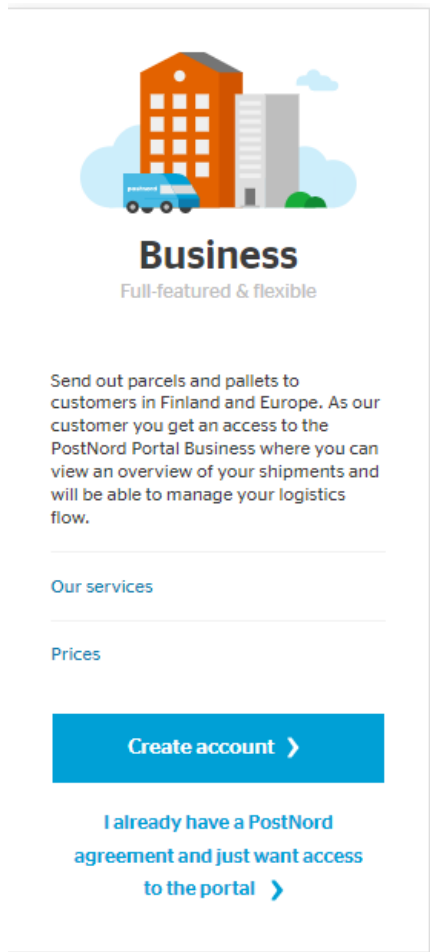 postnord
Business
Full-featured & flexible
Send out parcels and pallets to
customers in Finland and Europe. As our
customer you get an access to the
PostNord Portal Business where you can
view an overview of your shipments and
will be able to manage your logistics
flow.
Our services
Prices
Create account ❯
I already have a PostNord
agreement and just want access
to the portal ❯